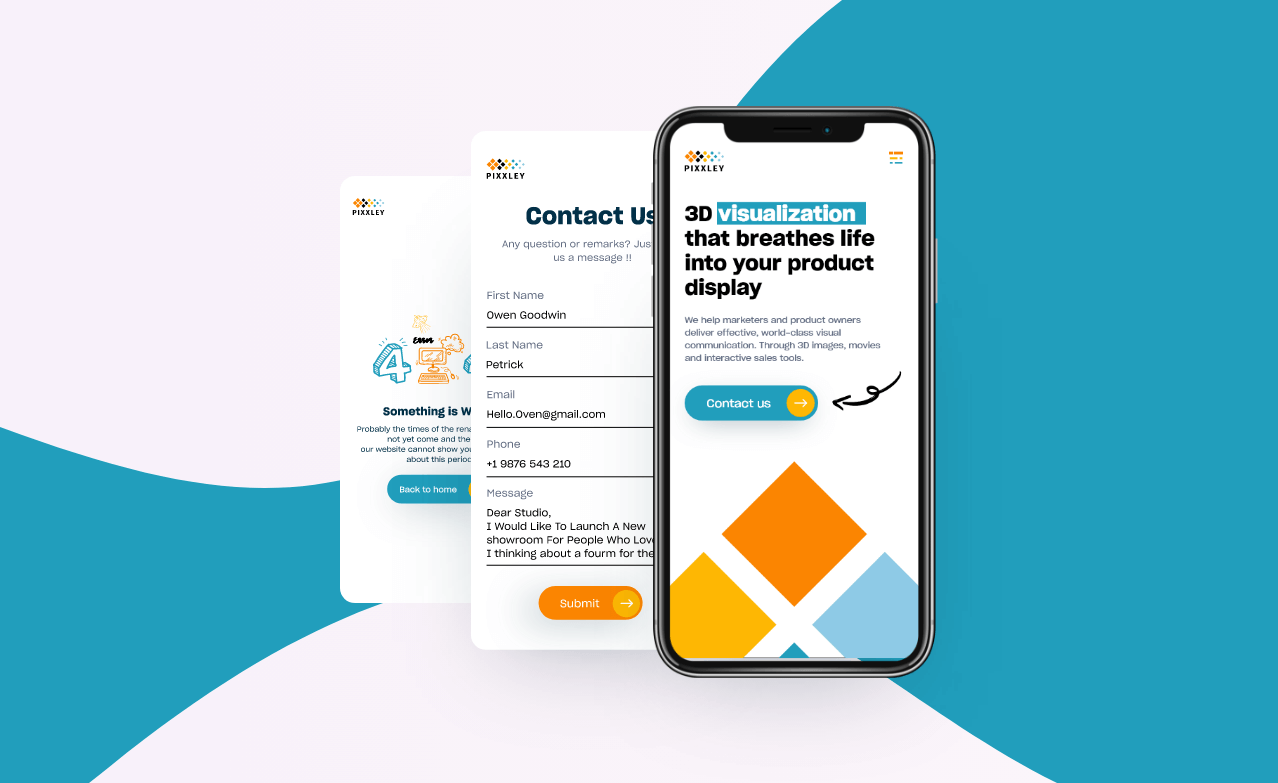 PIXXLEY
Something is W
Probably the times of the rena
not yet come and the
our website cannot show you
about this period
Back to home
PIXXLEY
Contact Us
Any question or remarks? Jus
us a message !!
First Name
Owen Goodwin
Last Name
Petrick
Email
Hello.Oven@gmail.com
Phone
+1 9876 543 210
Message
Dear Studio,
I Would Like To Launch A New
showroom For People Who Love
I thinking about a fourm for the
Submit
PIXXLEY
3D visualization
that breathes life
into your product
display
We help marketers and product owners
deliver effective, world-class visual
communication. Through 3D images, movies
and interactive sales tools.
Contact us